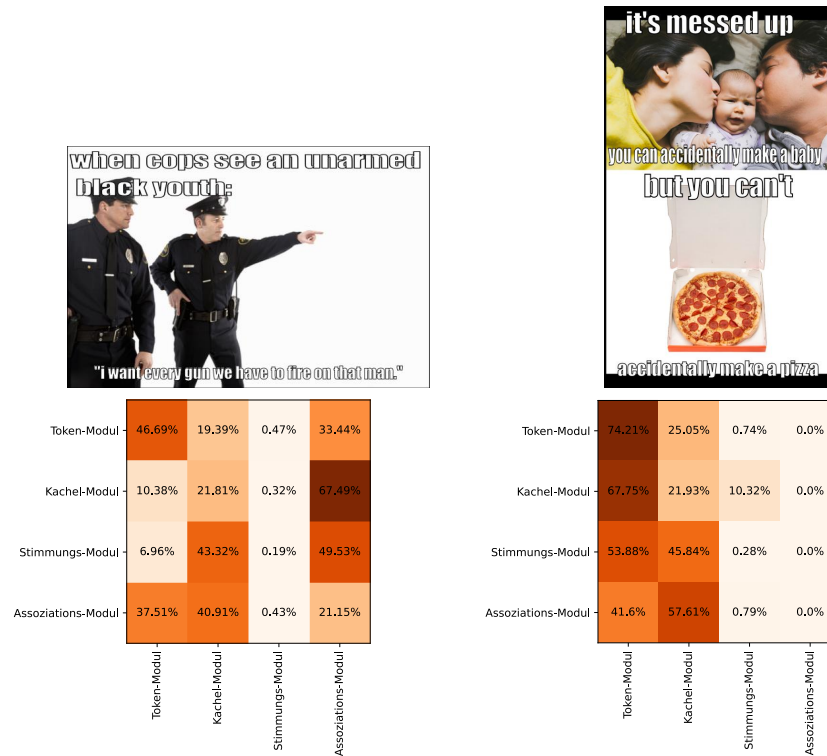 when cops see an unarmed
black youth:
"i want every gun we have to fire on that man."
Token-Modul 46.69% 19.39% 0.47% 33.44%
Kachel-Modul 10.38% 21.81% 0.32% 67.49%
Stimmungs-Modul 6.96% 43.32% 0.19% 49.53%
Assoziations-Modul 37.51% 40.91% 0.43% 21.15%
Token-Modul
Kachel-Modul
Stimmungs-Modul
Assoziations-Modul
it's messed up
you can accidentally make a baby
but you can't
accidentally make a pizza
Token-Modul 74.21% 25.05% 0.74% 0.0%
Kachel-Modul 67.75% 21.93% 10.32% 0.0%
Stimmungs-Modul 53.88% 45.84% 0.28% 0.0%
Assoziations-Modul 41.6% 57.61% 0.79% 0.0%
Token-Modul
Kachel-Modul
Stimmungs-Modul
Assoziations-Modul